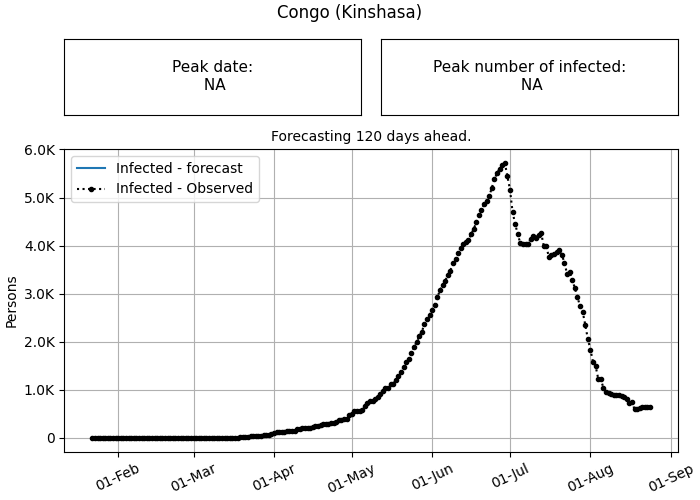 Congo (Kinshasa)
Peak date:
NA
Peak number of infected:
NA
Forecasting 120 days ahead.
Infected - forecast
Infected - Observed
Persons
6.0K
5.0K
4.0K
3.0K
2.0K
1.0K
0
01-Feb
01-Mar
01-Apr
01-May
01-Jun
01-Jul
01-Aug
01-Sep